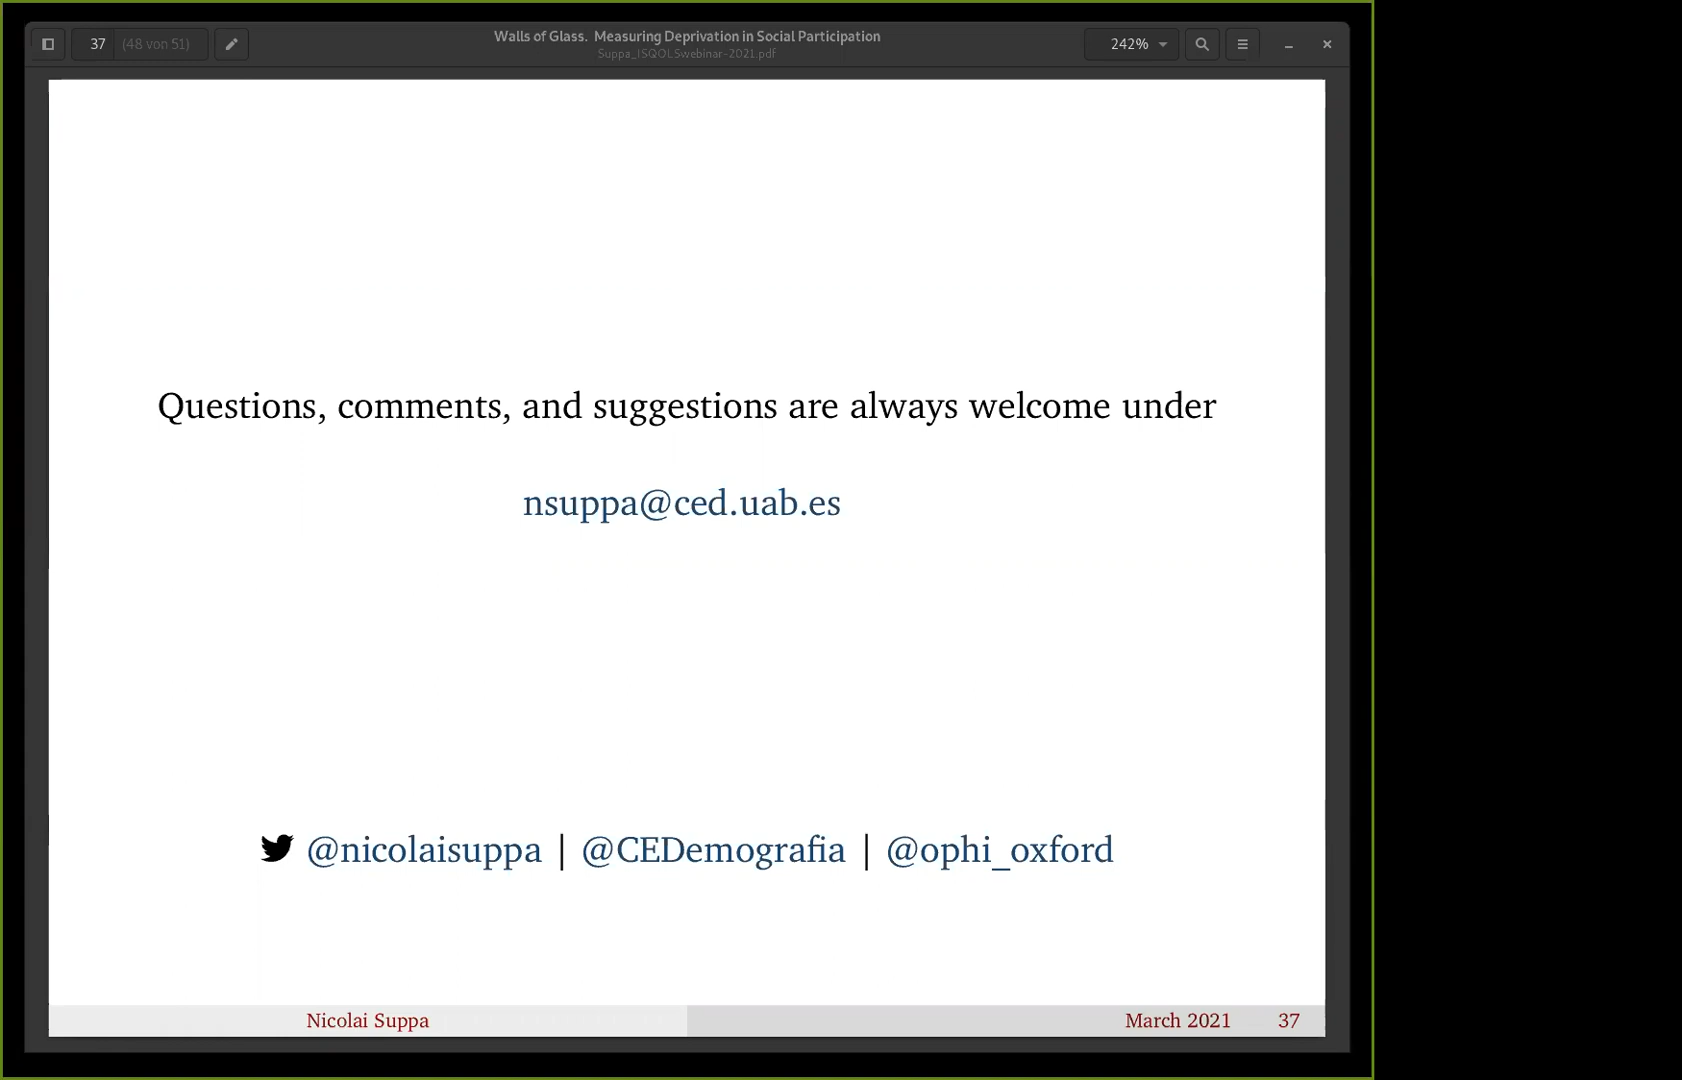 37 (48 von 51)
Walls of Glass. Measuring Deprivation in Social Participation
Suppa_ISQOLSwebinar-2021.pdf
242%
Questions, comments, and suggestions are always welcome under
nsuppa@ced.uab.es
@nicolaisuppa | @CEDemografia | @ophi_oxford
Nicolai Suppa
March 2021 37